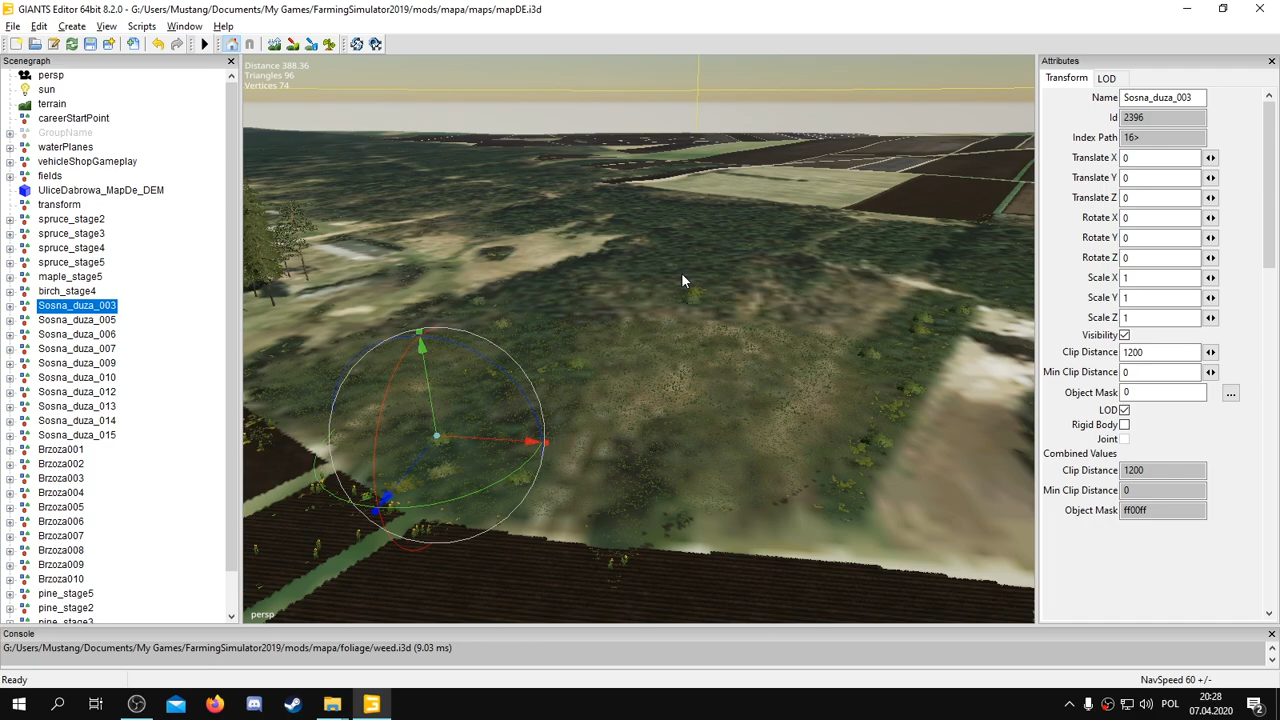 GIANTS Editor 64bit 8.2.0 - G:/Users/Mustang/Documents/My Games/FarmingSimulator2019/mods/mapa/maps/mapDE.i3d
File Edit Create View Scripts Window Help
Scenegraph
persp
sun
terrain
careerStartPoint
GroupName
waterPlanes
vehicleShopGameplay
fields
UliceDabrowa_MapDe_DEM
transform
spruce_stage2
spruce_stage3
spruce_stage4
spruce_stage5
maple_stage5
birch_stage4
Sosna_duza_003
Sosna_duza_005
Sosna_duza_006
Sosna_duza_007
Sosna_duza_009
Sosna_duza_010
Sosna_duza_012
Sosna_duza_013
Sosna_duza_014
Sosna_duza_015
Brzoza001
Brzoza002
Brzoza003
Brzoza004
Brzoza005
Brzoza006
Brzoza007
Brzoza008
Brzoza009
Brzoza010
pine_stage5
pine_stage2
pine_stage3
Distance 388.36
Triangles 96
Vertices 74
persp
Attributes
Transform LOD
Name Sosna_duza_003
Id 2396
Index Path 16>
Translate X 0
Translate Y 0
Translate Z 0
Rotate X 0
Rotate Y 0
Rotate Z 0
Scale X 1
Scale Y 1
Scale Z 1
Visibility
Clip Distance 1200
Min Clip Distance 0
Object Mask 0 ...
LOD
Rigid Body
Joint
Combined Values
Clip Distance 1200
Min Clip Distance 0
Object Mask ff00ff
Console
G:/Users/Mustang/Documents/My Games/FarmingSimulator2019/mods/mapa/foliage/weed.i3d (9.03 ms)
Ready
NavSpeed 60 +/-
POL
20:28
07.04.2020
2